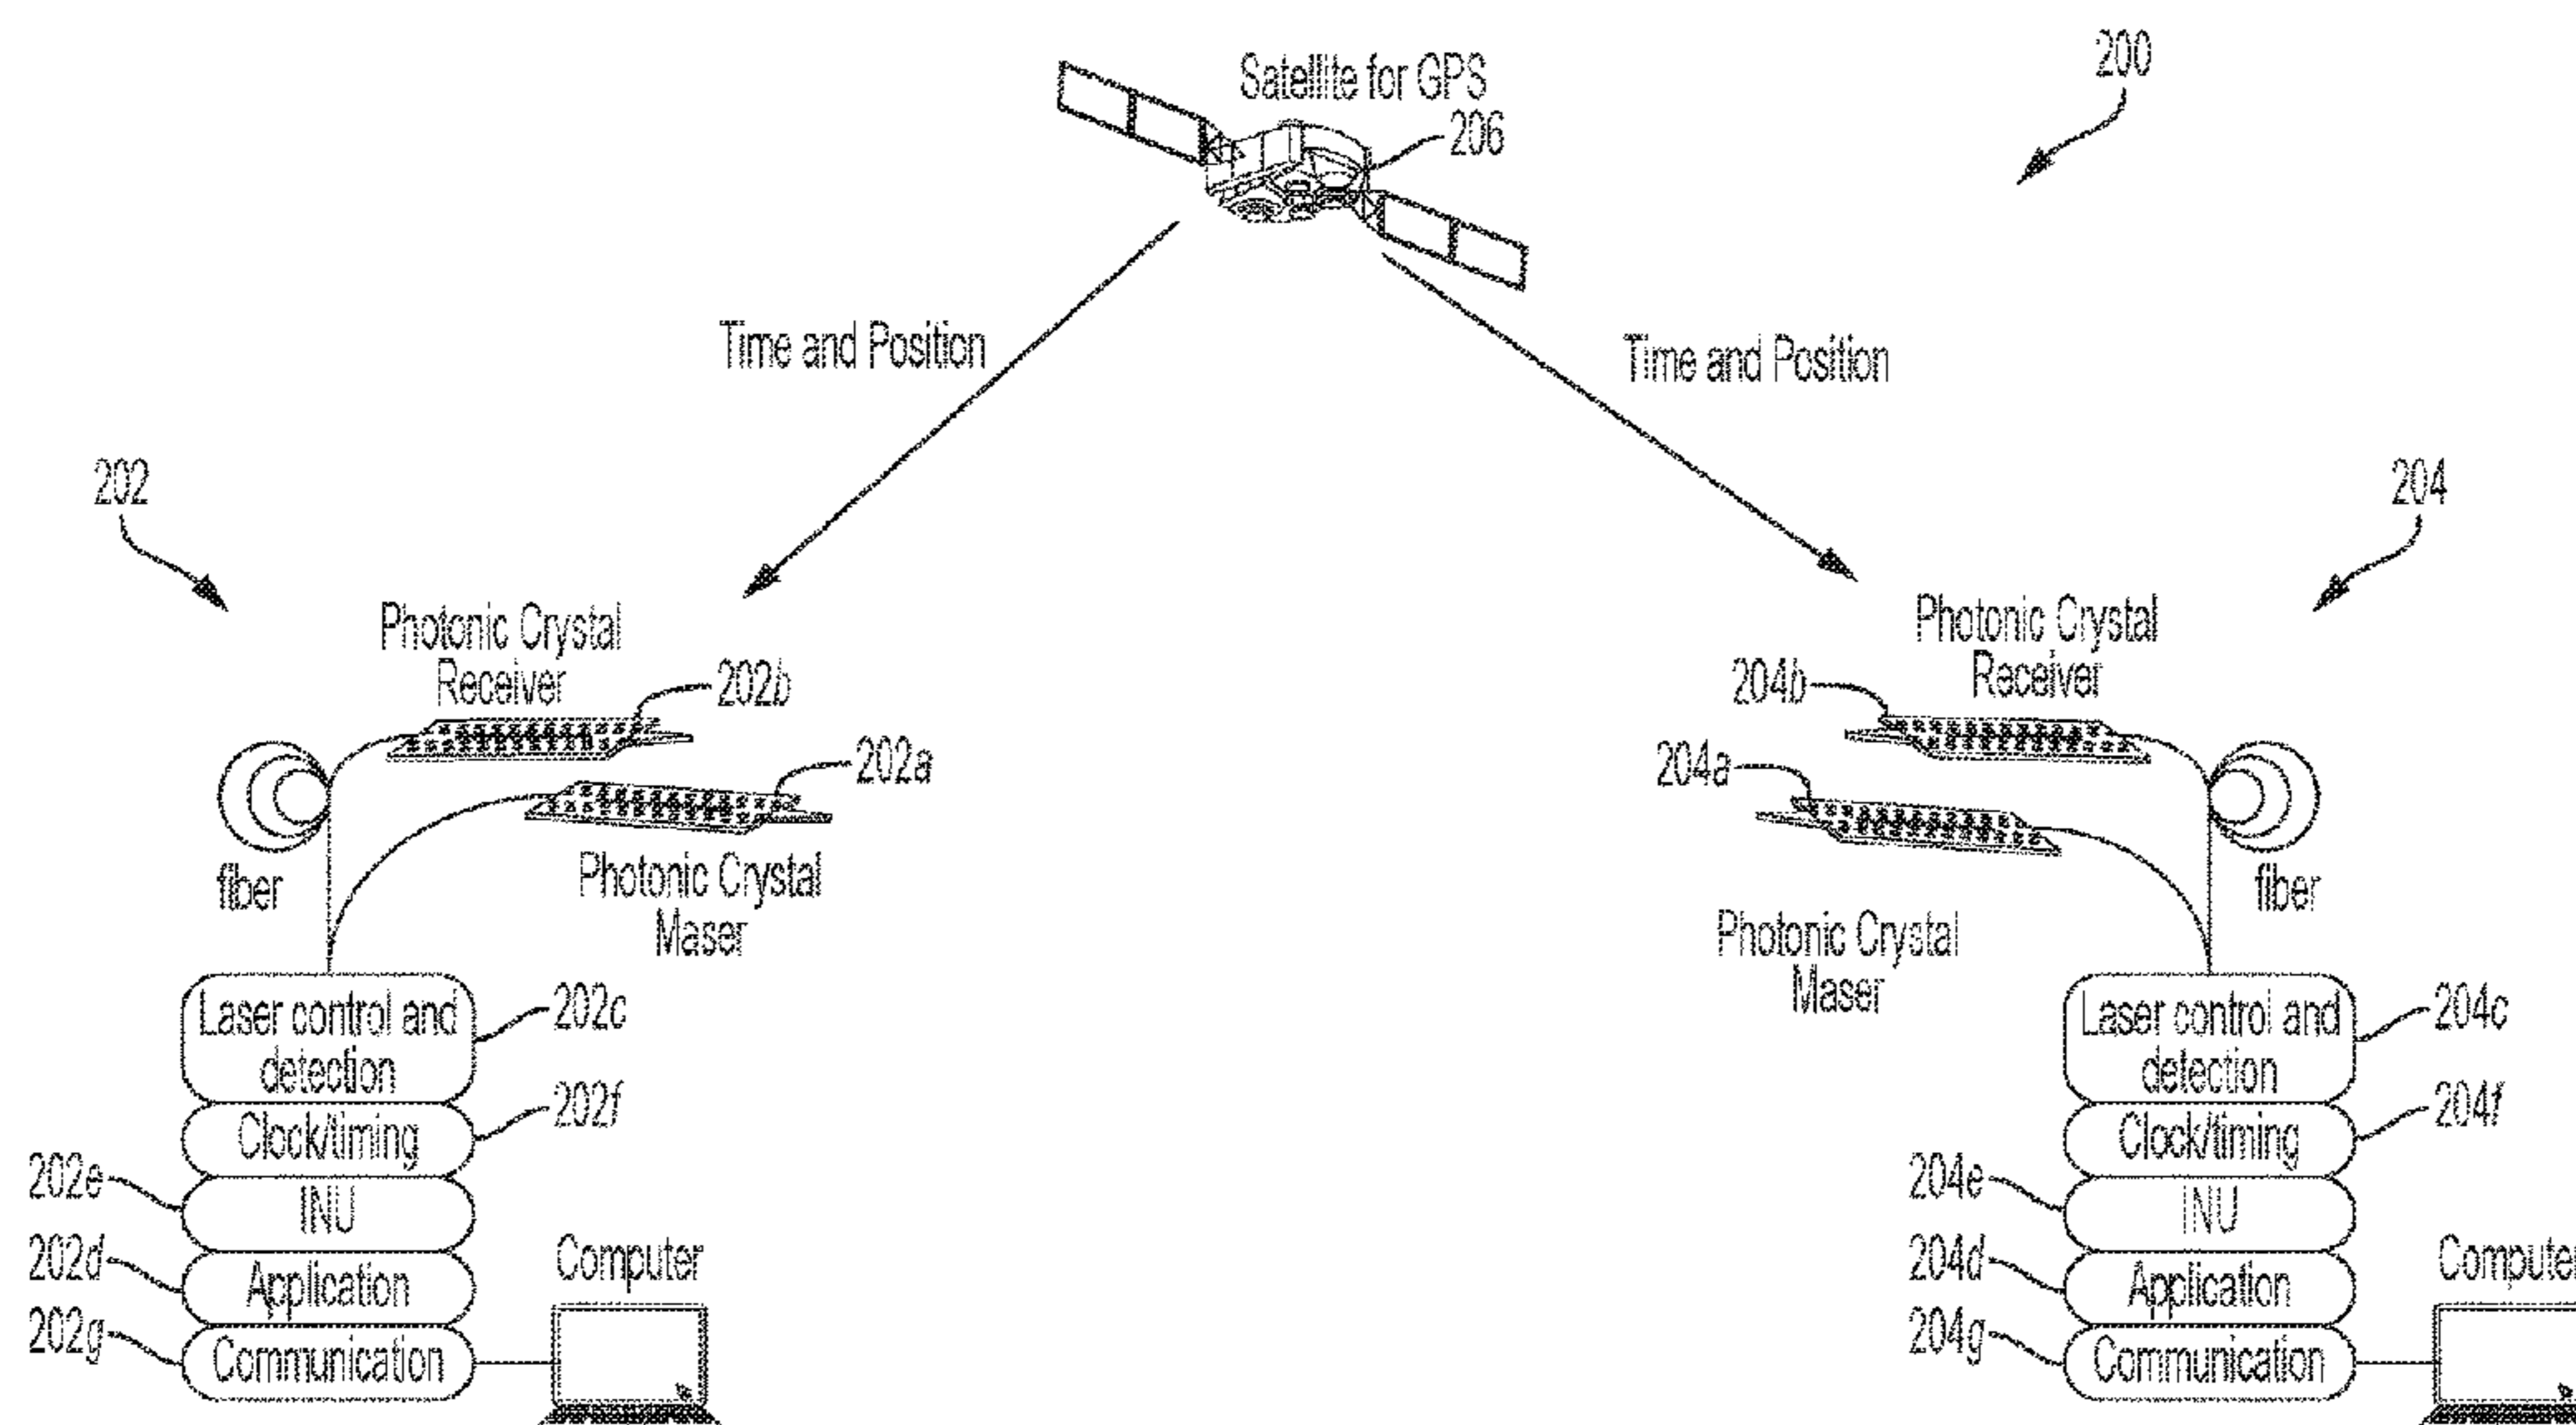 200
Satellite for GPS
206
Time and Position
Time and Position
202
204
Photonic Crystal
Receiver
202b
202a
fiber
Photonic Crystal
Maser
Photonic Crystal
Receiver
204b
204a
fiber
Photonic Crystal
Maser
Laser control and
detection
202c
Clock/timing
202f
202e
INU
202d
Application
202g
Communication
Computer
Laser control and
detection
204c
Clock/timing
204f
204e
INU
204d
Application
204g
Communication
Computer